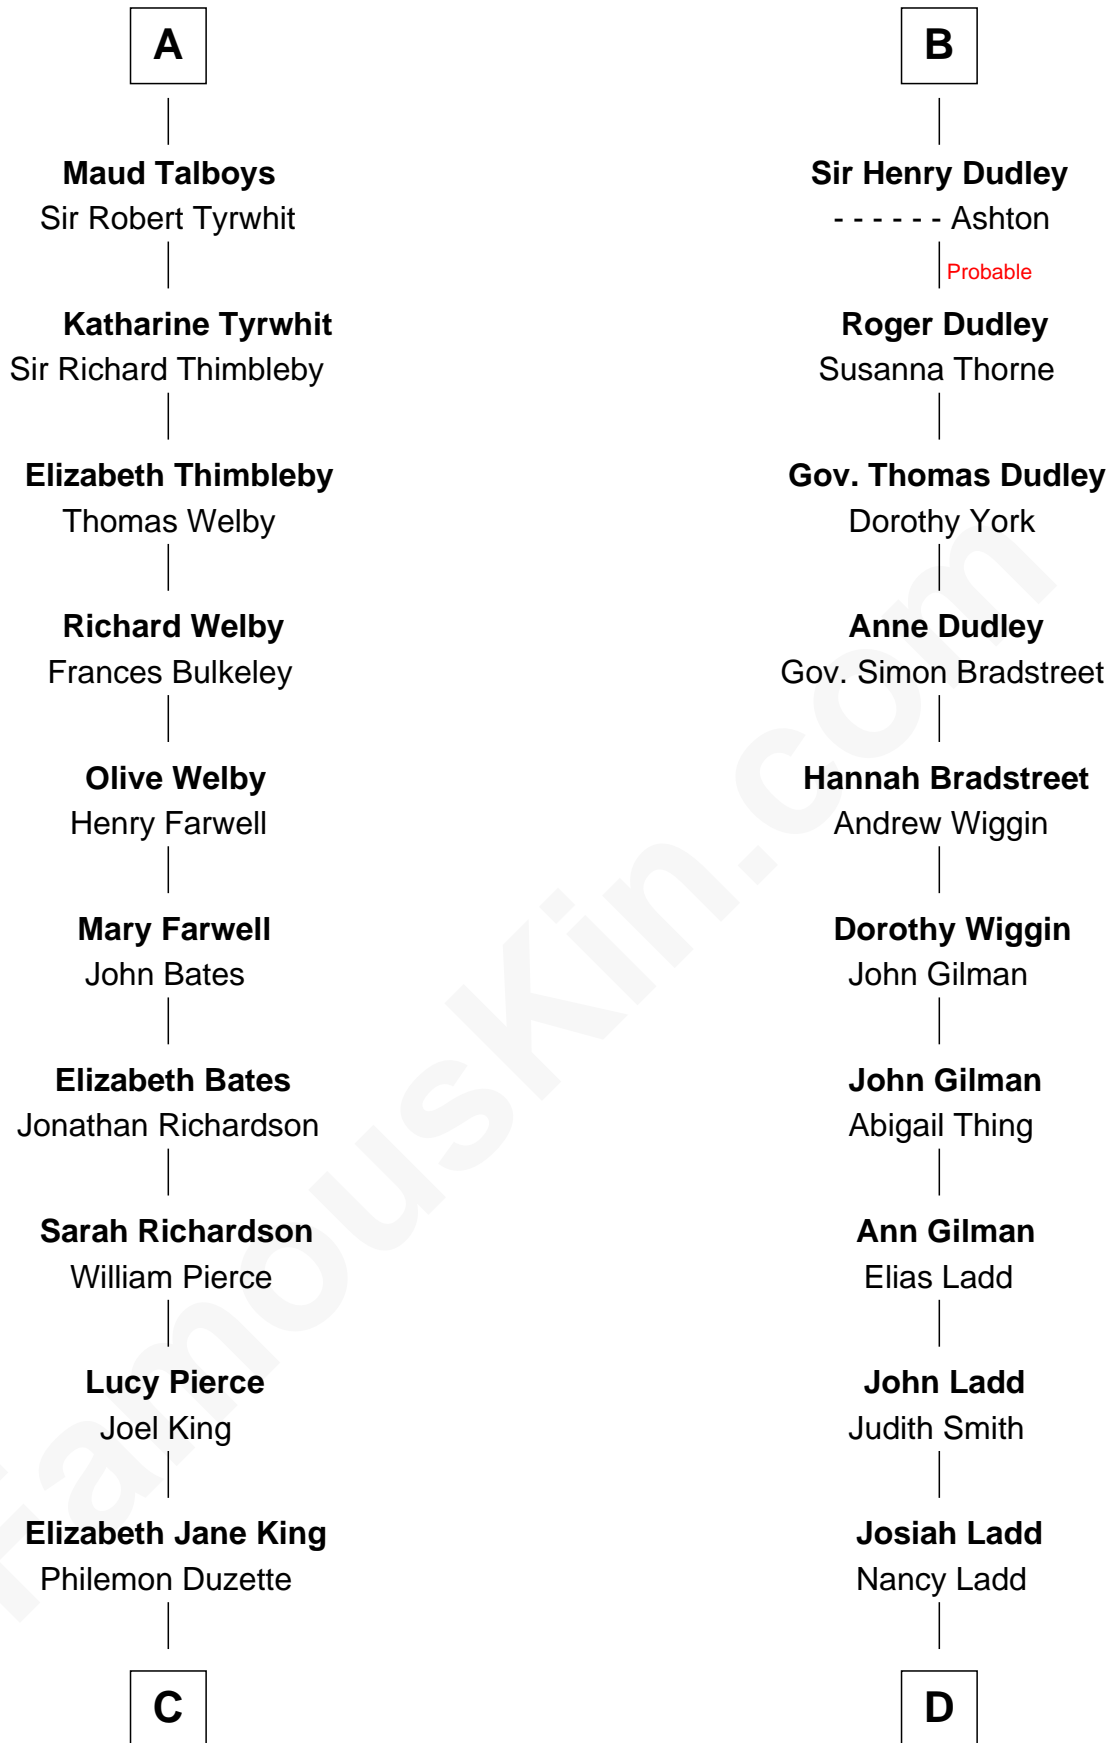 A
Maud Talboys
Sir Robert Tyrwhit
Katharine Tyrwhit
Sir Richard Thimbleby
Elizabeth Thimbleby
Thomas Welby
Richard Welby
Frances Bulkeley
Olive Welby
Henry Farwell
Mary Farwell
John Bates
Elizabeth Bates
Jonathan Richardson
Sarah Richardson
William Pierce
Lucy Pierce
Joel King
Elizabeth Jane King
Philemon Duzette
C
B
Sir Henry Dudley
- - - - - - Ashton
Probable
Roger Dudley
Susanna Thorne
Gov. Thomas Dudley
Dorothy York
Anne Dudley
Gov. Simon Bradstreet
Hannah Bradstreet
Andrew Wiggin
Dorothy Wiggin
John Gilman
John Gilman
Abigail Thing
Ann Gilman
Elias Ladd
John Ladd
Judith Smith
Josiah Ladd
Nancy Ladd
D
FamousKin.com